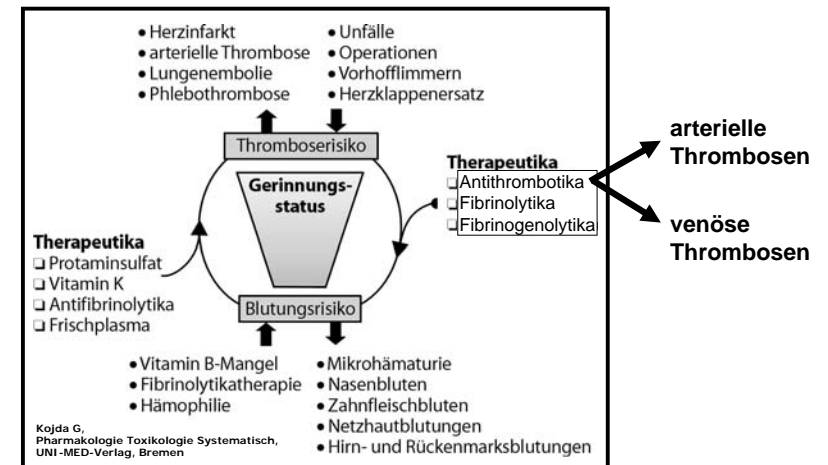 • Herzinfarkt
• arterielle Thrombose
• Lungenembolie
• Phlebothrombose
• Unfälle
• Operationen
• Vorhofflimmern
• Herzklappenersatz
Thromboserisiko
Gerinnungs-
status
Therapeutika
❏ Antithrombotika
❏ Fibrinolytika
❏ Fibrinogenolytika
arterielle
Thrombosen
venöse
Thrombosen
Therapeutika
❏ Protaminsulfat
❏ Vitamin K
❏ Antifibrinolytika
❏ Frischplasma
Blutungsrisiko
• Vitamin B-Mangel
• Fibrinolytikatherapie
• Hämophilie
• Mikrohämaturie
• Nasenbluten
• Zahnfleischbluten
• Netzhautblutungen
• Hirn- und Rückenmarksblutungen
Kojda G,
Pharmakologie Toxikologie Systematisch,
UNI-MED-Verlag, Bremen